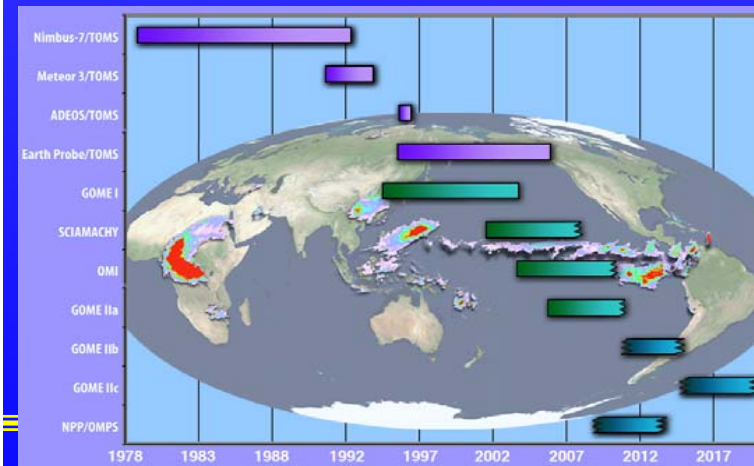 Nimbus-7/TOMS
Meteor 3/TOMS
ADEOS/TOMS
Earth Probe/TOMS
GOME I
SCIAMACHY
OMI
GOME IIa
GOME IIb
GOME IIc
NPP/OMPS
1978 1983 1988 1992 1997 2002 2007 2012 2017